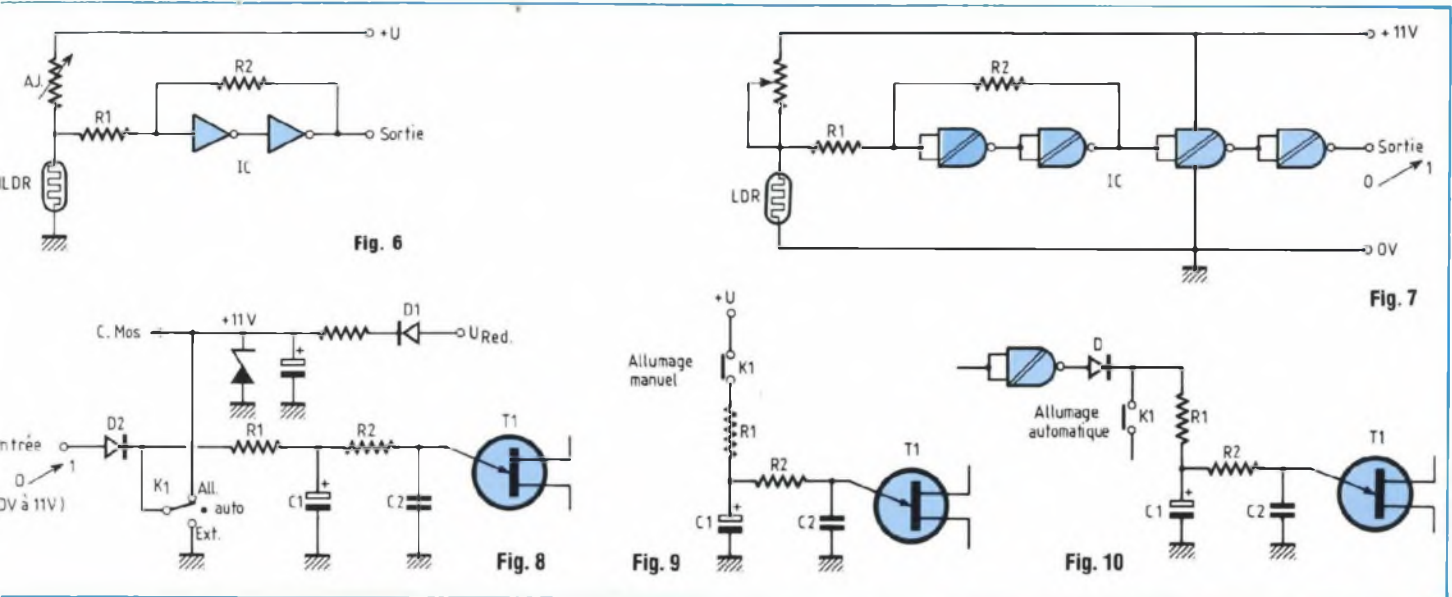 +U
AJ.
R2
R1
Sortie
IC
LDR
Fig. 6
+ 11V
R2
R1
Sortie
0 1
IC
LDR
0V
Fig. 7
C. Mos
+11V
+
D1
U Red.
D2
ntrée
0 1
0V à 11V)
K1
All.
auto
Ext.
R1
R2
T1
+
C1
C2
Fig. 8
+U
Allumage
manuel
K1
R1
R2
T1
+
C1
C2
Fig. 9
D
Allumage
automatique
K1
R1
R2
T1
+
C1
C2
Fig. 10